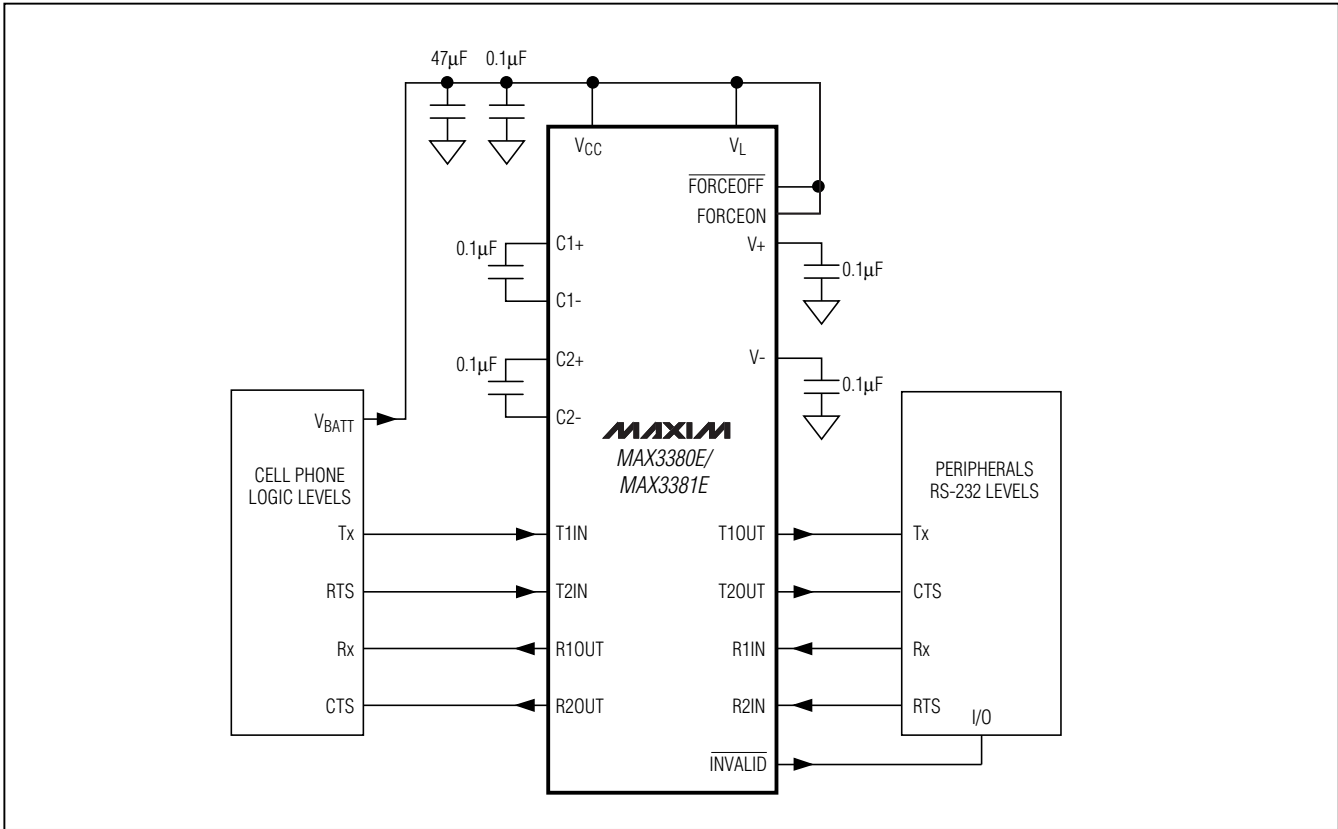 47μF 0.1μF
VCC VL
FORCEOFF
FORCEON
0.1μF C1+ V+ 0.1μF
C1-
0.1μF C2+ V- 0.1μF
C2-
VBATT
MAXIM
MAX3380E/
MAX3381E
CELL PHONE
LOGIC LEVELS
PERIPHERALS
RS-232 LEVELS
Tx T1IN T1OUT Tx
RTS T2IN T2OUT CTS
Rx R1OUT R1IN Rx
CTS R2OUT R2IN RTS
I/O
INVALID